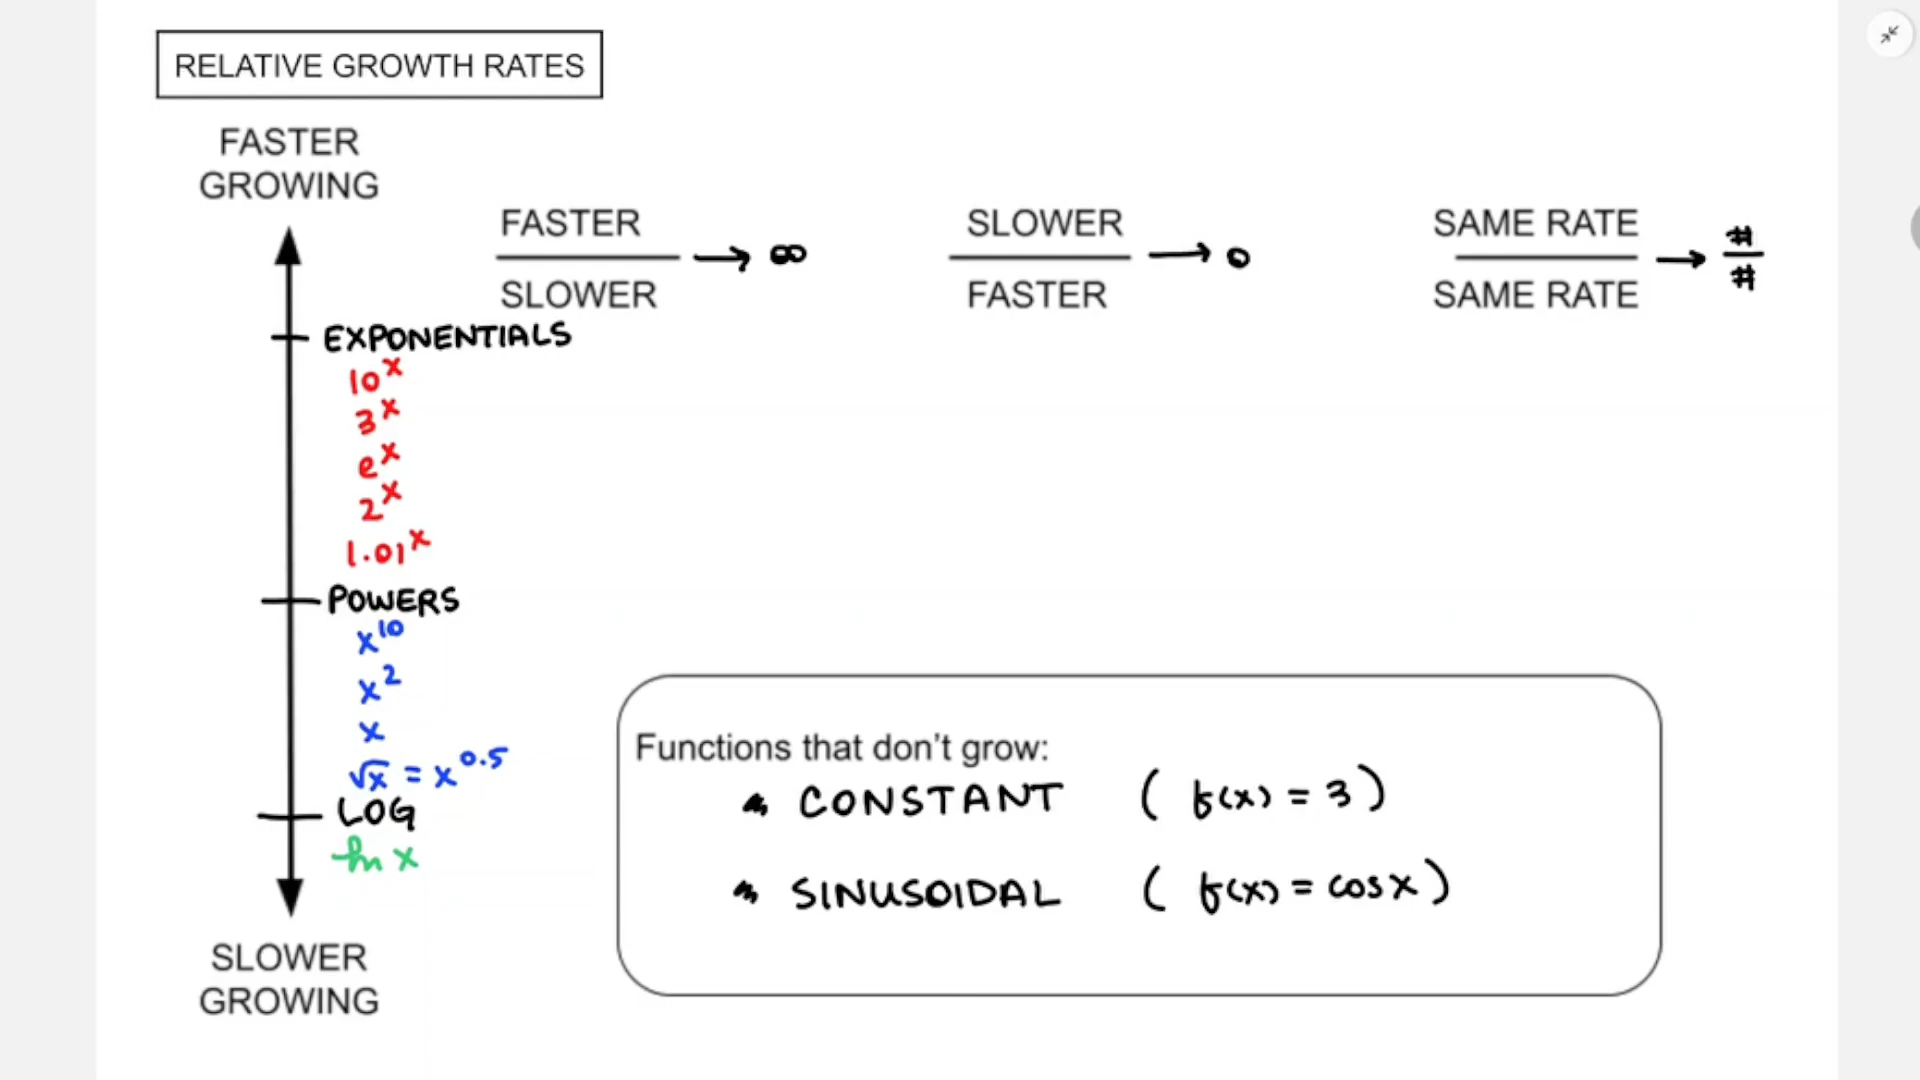 RELATIVE GROWTH RATES
FASTER
GROWING
FASTER
SLOWER
→ ∞
SLOWER
FASTER
→ 0
SAME RATE
SAME RATE
→ #/#
EXPONENTIALS
10^x
3^x
e^x
2^x
1.01^x
POWERS
x^10
x^2
x
√x = x^0.5
LOG
ln x
SLOWER
GROWING
Functions that don't grow:
CONSTANT ( f(x) = 3 )
SINUSOIDAL ( f(x) = cos x )